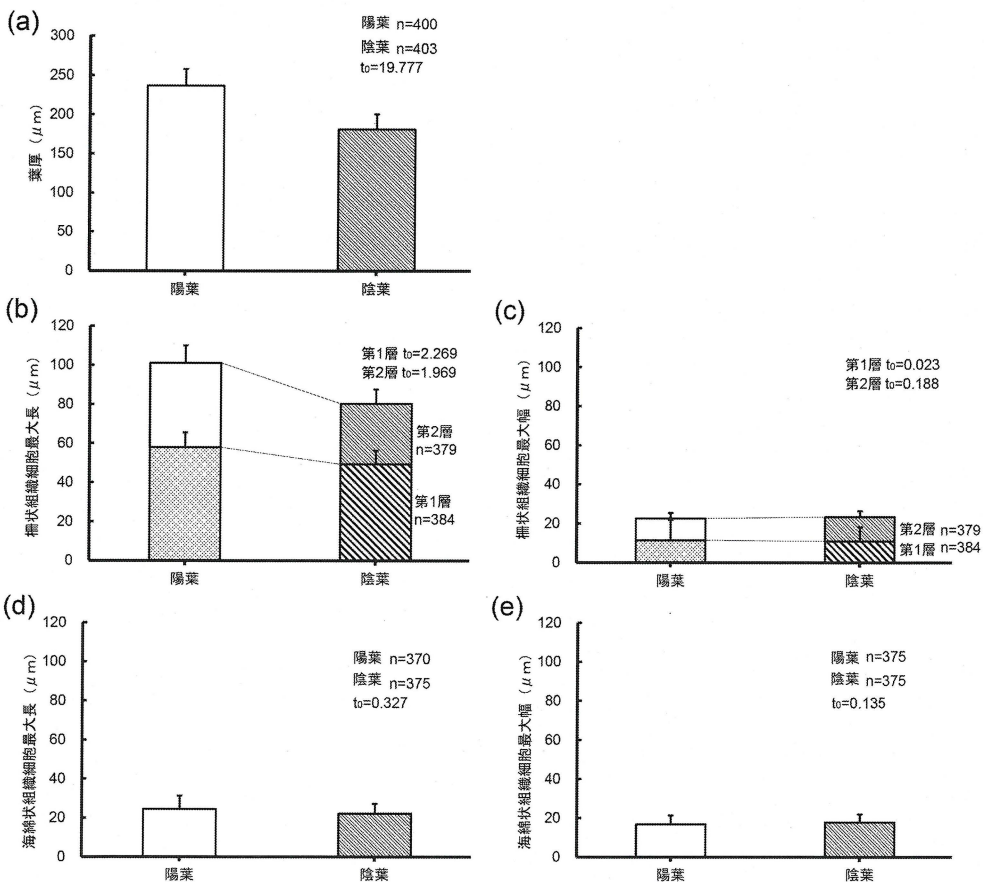 (a)
葉厚（μm）
300
250
200
150
100
50
0
陽葉 n=400
陰葉 n=403
t₀=19.777
陽葉
陰葉
(b)
柵状組織細胞最大長（μm）
120
100
80
60
40
20
0
第1層 t₀=2.269
第2層 t₀=1.969
第2層
n=379
第1層
n=384
陽葉
陰葉
(c)
柵状組織細胞最大幅（μm）
120
100
80
60
40
20
0
第1層 t₀=0.023
第2層 t₀=0.188
第2層 n=379
第1層 n=384
陽葉
陰葉
(d)
海綿状組織細胞最大長（μm）
120
100
80
60
40
20
0
陽葉 n=370
陰葉 n=375
t₀=0.327
陽葉
陰葉
(e)
海綿状組織細胞最大幅（μm）
120
100
80
60
40
20
0
陽葉 n=375
陰葉 n=375
t₀=0.135
陽葉
陰葉